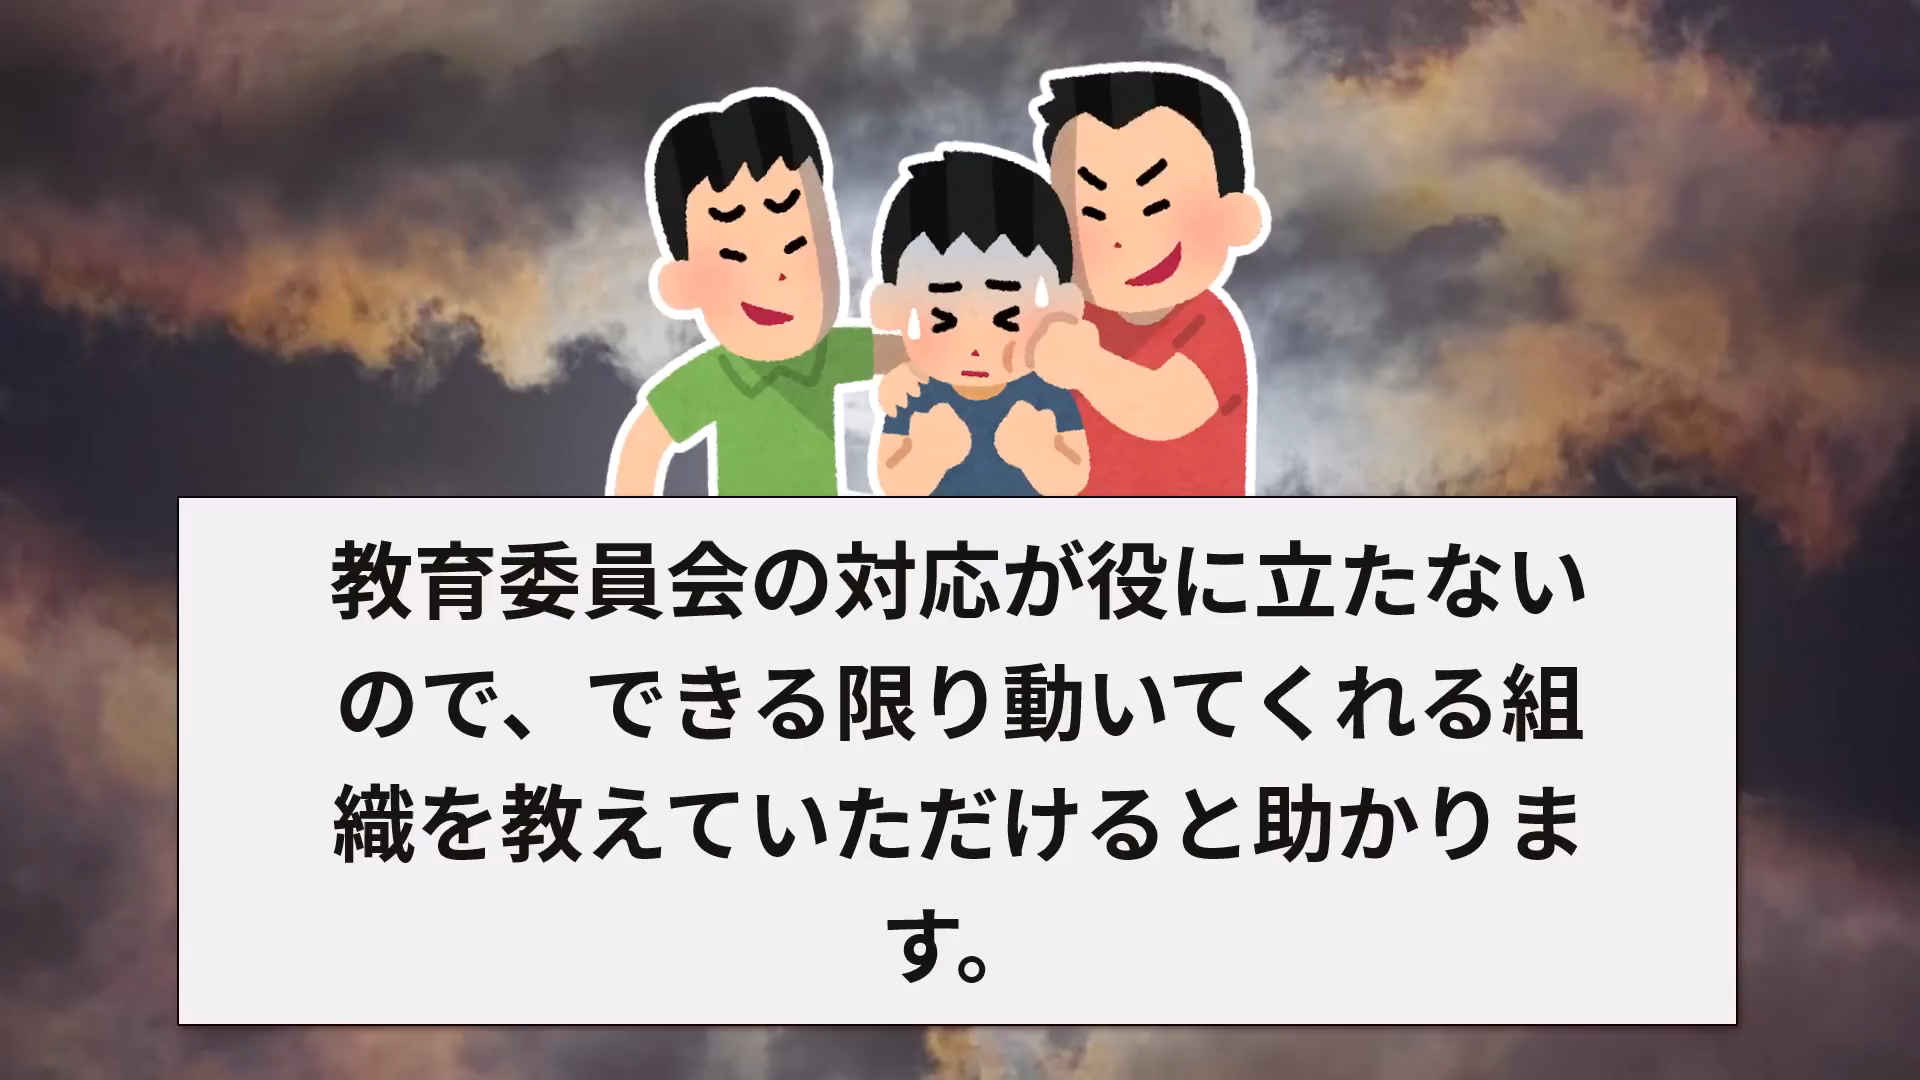 教育委員会の対応が役に立たない
ので、できる限り動いてくれる組
織を教えていただけると助かりま
す。